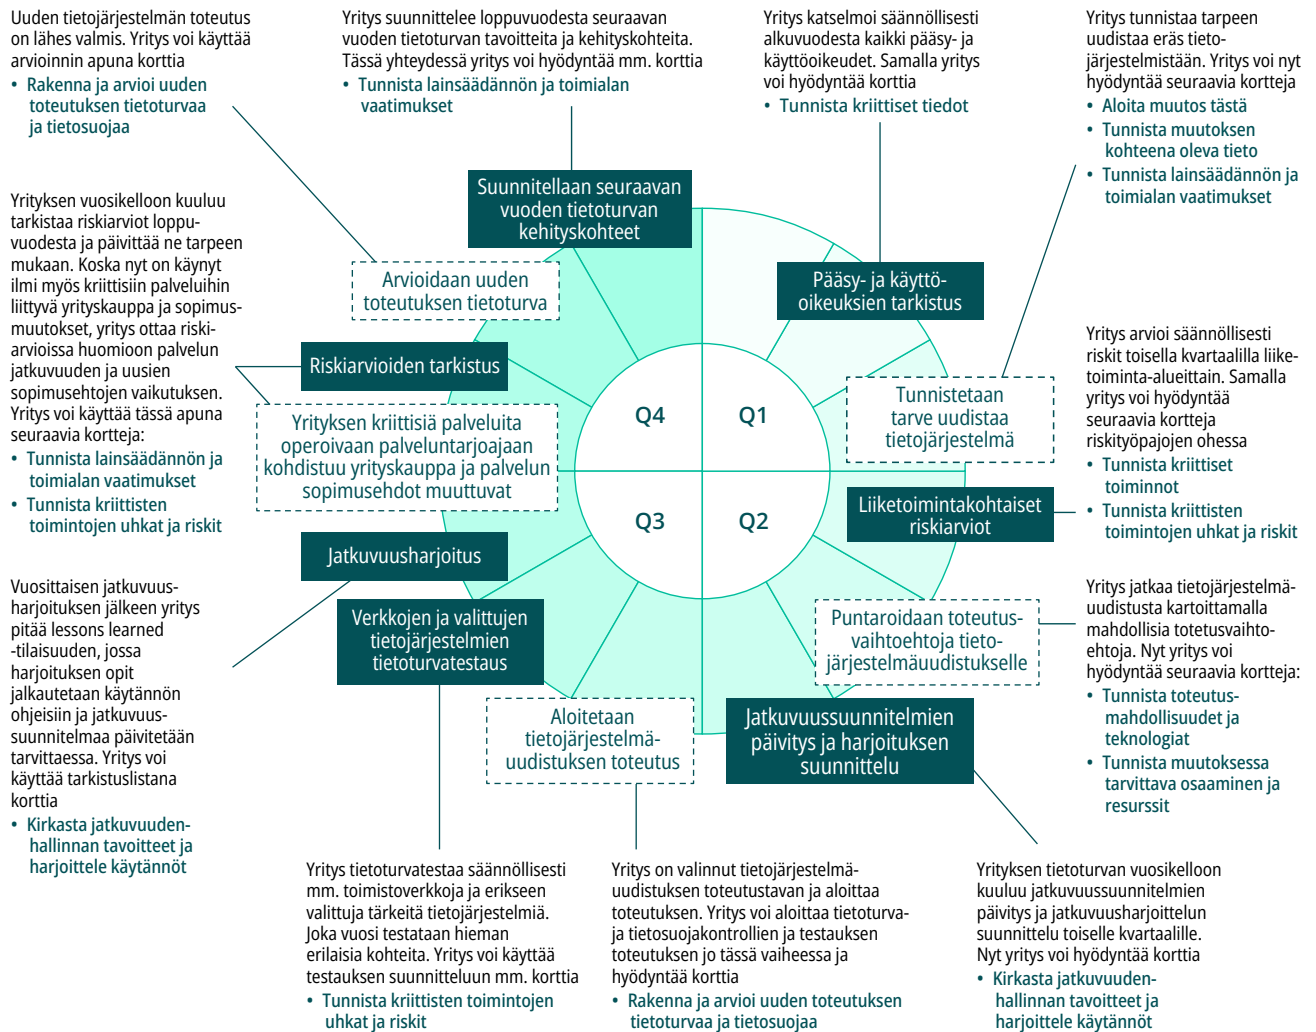 Uuden tietojärjestelmän toteutus
on lähes valmis. Yritys voi käyttää
arvioinnin apuna korttia
• Rakenna ja arvioi uuden
toteutuksen tietoturvaa
ja tietosuojaa
Yritys suunnittelee loppuvuodesta seuraavan
vuoden tietoturvan tavoitteita ja kehityskohteita.
Tässä yhteydessä yritys voi hyödyntää mm. korttia
• Tunnista lainsäädännön ja toimialan
vaatimukset
Yritys katselmoi säännöllisesti
alkuvuodesta kaikki pääsy- ja
käyttöoikeudet. Samalla yritys
voi hyödyntää korttia
• Tunnista kriittiset tiedot
Yritys tunnistaa tarpeen
uudistaa eräs tieto-
järjestelmistään. Yritys voi nyt
hyödyntää seuraavia kortteja
• Aloita muutos tästä
• Tunnista muutoksen
kohteena oleva tieto
• Tunnista lainsäädännön ja
toimialan vaatimukset
Suunnitellaan seuraavan
vuoden tietoturvan
kehityskohteet
Pääsy- ja käyttö-
oikeuksien tarkistus
Arvioidaan uuden
toteutuksen tietoturva
Yrityksen vuosikelloon kuuluu
tarkistaa riskiarviot loppu-
vuodesta ja päivittää ne tarpeen
mukaan. Koska nyt on käynyt
ilmi myös kriittisiin palveluihin
liittyvä yrityskauppa ja sopimus-
muutokset, yritys ottaa riski-
arvioissa huomioon palvelun
jatkuvuuden ja uusien
sopimusehtojen vaikutuksen.
Yritys voi käyttää tässä apuna
seuraavia kortteja:
• Tunnista lainsäädännön ja
toimialan vaatimukset
• Tunnista kriittisten
toimintojen uhkat ja riskit
Riskiarvioiden tarkistus
Yrityksen kriittisiä palveluita
operoivaan palveluntarjoajaan
kohdistuu yrityskauppa ja palvelun
sopimusehdot muuttuvat
Q4
Q1
Q3
Q2
Tunnistetaan
tarve uudistaa
tietojärjestelmä
Yritys arvioi säännöllisesti
riskit toisella kvartaalilla liike-
toiminta-alueittain. Samalla
yritys voi hyödyntää
seuraavia kortteja
riskityöpajojen ohessa
• Tunnista kriittiset
toiminnot
• Tunnista kriittisten
toimintojen uhkat ja riskit
Liiketoimintakohtaiset
riskiarviot
Jatkuvuusharjoitus
Vuosittaisen jatkuvuus-
harjoituksen jälkeen yritys
pitää lessons learned
-tilaisuuden, jossa
harjoituksen opit
jalkautetaan käytännön
ohjeisiin ja jatkuvuus-
suunnitelmaa päivitetään
tarvittaessa. Yritys voi
käyttää tarkistuslistana
korttia
• Kirkasta jatkuvuuden-
hallinnan tavoitteet ja
harjoittele käytännöt
Verkkojen ja valittujen
tietojärjestelmien
tietoturvatestaus
Puntaroidaan toteutus-
vaihtoehtoja tieto-
järjestelmäuudistukselle
Yritys jatkaa tietojärjestelmä-
uudistusta kartoittamalla
mahdollisia totetusvaihto-
ehtoja. Nyt yritys voi
hyödyntää seuraavia kortteja:
• Tunnista toteutus-
mahdollisuudet ja
teknologiat
• Tunnista muutoksessa
tarvittava osaaminen ja
resurssit
Aloitetaan
tietojärjestelmä-
uudistuksen toteutus
Jatkuvuussuunnitelmien
päivitys ja harjoituksen
suunnittelu
Yritys tietoturvatestaa säännöllisesti
mm. toimistoverkkoja ja erikseen
valittuja tärkeitä tietojärjestelmiä.
Joka vuosi testataan hieman
erilaisia kohteita. Yritys voi käyttää
testauksen suunnitteluun mm. korttia
• Tunnista kriittisten toimintojen
uhkat ja riskit
Yritys on valinnut tietojärjestelmä-
uudistuksen toteutustavan ja aloittaa
toteutuksen. Yritys voi aloittaa tietoturva-
ja tietosuojakontrollien ja testauksen
toteutuksen jo tässä vaiheessa ja
hyödyntää korttia
• Rakenna ja arvioi uuden toteutuksen
tietoturvaa ja tietosuojaa
Yrityksen tietoturvan vuosikelloon
kuuluu jatkuvuussuunnitelmien
päivitys ja jatkuvuusharjoittelun
suunnittelu toiselle kvartaalille.
Nyt yritys voi hyödyntää korttia
• Kirkasta jatkuvuuden-
hallinnan tavoitteet ja
harjoittele käytännöt